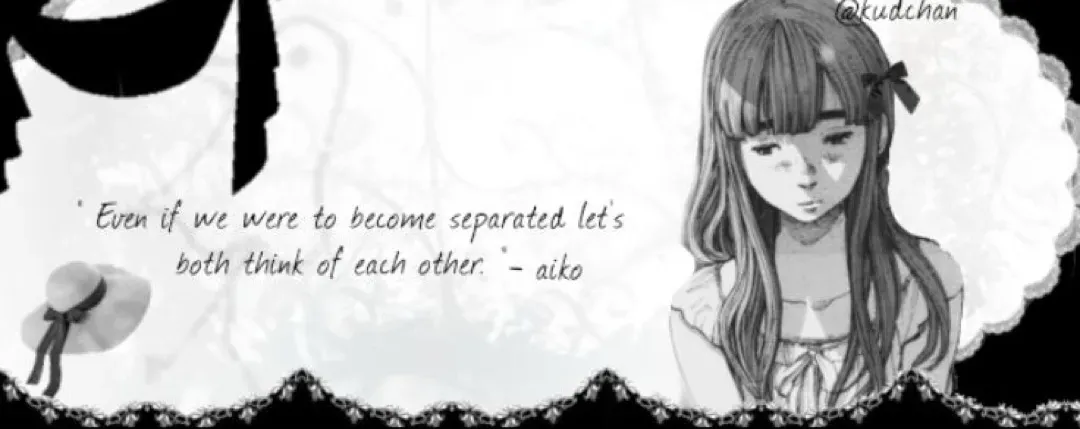 @kudchan
" Even if we were to become separated let's
both think of each other. " - aiko